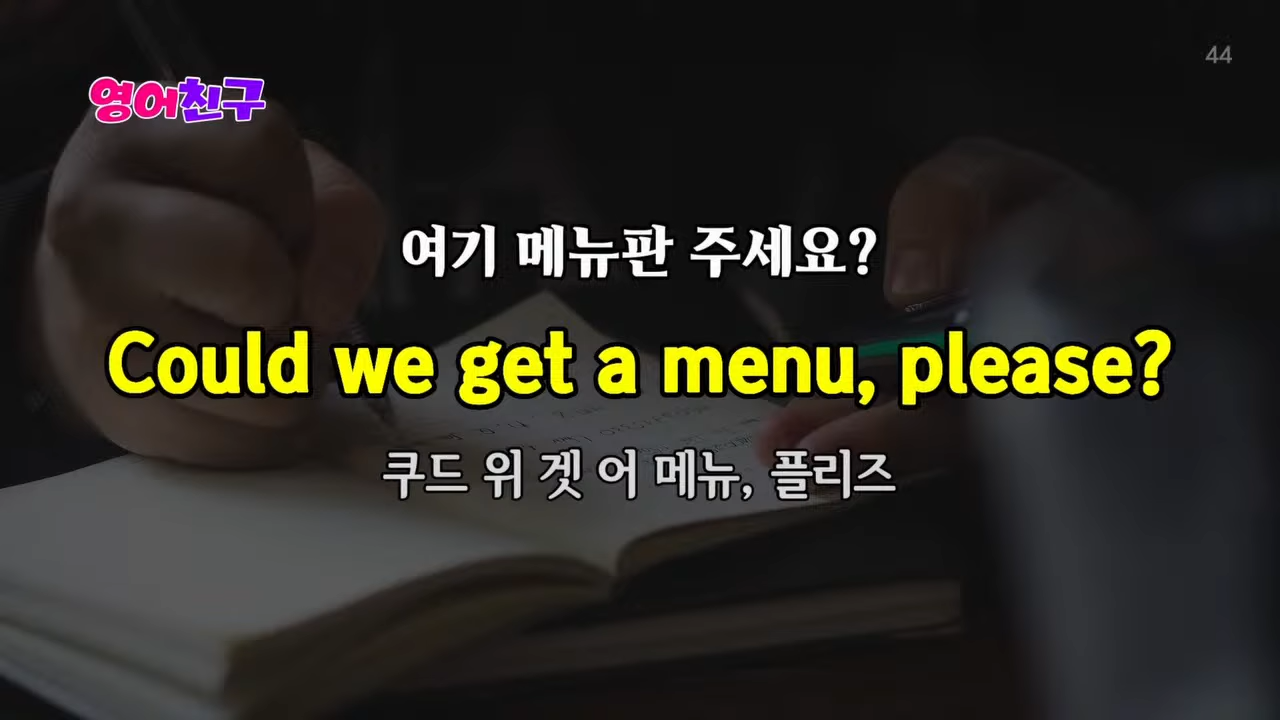 44
영어친구
여기 메뉴판 주세요?
Could we get a menu, please?
쿠드 위 겟 어 메뉴, 플리즈